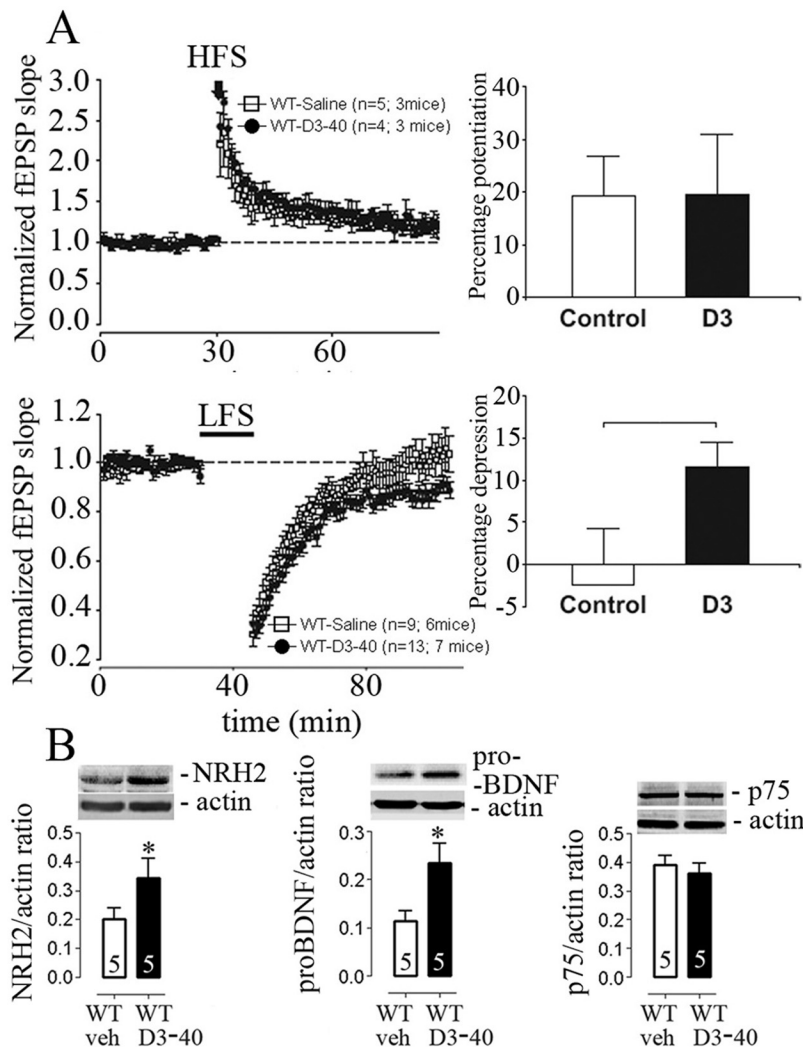 A
HFS
Normalized fEPSP slope
3.0
2.5
2.0
1.5
1.0
0.5
0.0
0
30
60
WT-Saline (n=5; 3mice)
WT-D3-40 (n=4; 3 mice)
Percentage potentiation
40
30
20
10
0
Control
D3
LFS
Normalized fEPSP slope
1.2
1.0
0.8
0.6
0.4
0.2
0
40
80
time (min)
WT-Saline (n=9; 6mice)
WT-D3-40 (n=13; 7 mice)
Percentage depression
20
15
10
5
0
-5
Control
D3
B
-NRH2
- actin
NRH2/actin ratio
0.5
0.4
0.3
0.2
0.1
0.0
5
5
*
WT
veh
WT
D3-40
pro-
-BDNF
- actin
proBDNF/actin ratio
0.3
0.2
0.1
0.0
5
5
*
WT
veh
WT
D3-40
- p75
- actin
p75/actin ratio
0.5
0.4
0.3
0.2
0.1
0.0
5
5
WT
veh
WT
D3-40